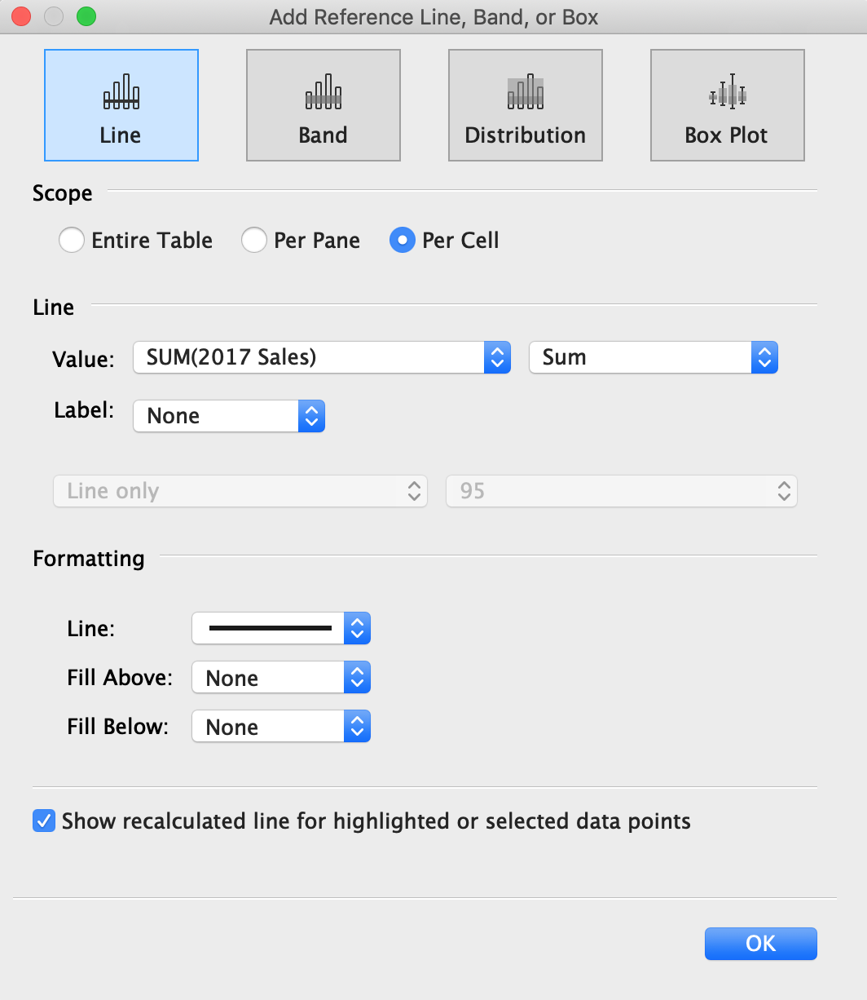 Add Reference Line, Band, or Box
Line Band Distribution Box Plot
Scope
Entire Table Per Pane Per Cell
Line
Value: SUM(2017 Sales) Sum
Label: None
Line only 95
Formatting
Line:
Fill Above: None
Fill Below: None
Show recalculated line for highlighted or selected data points
OK